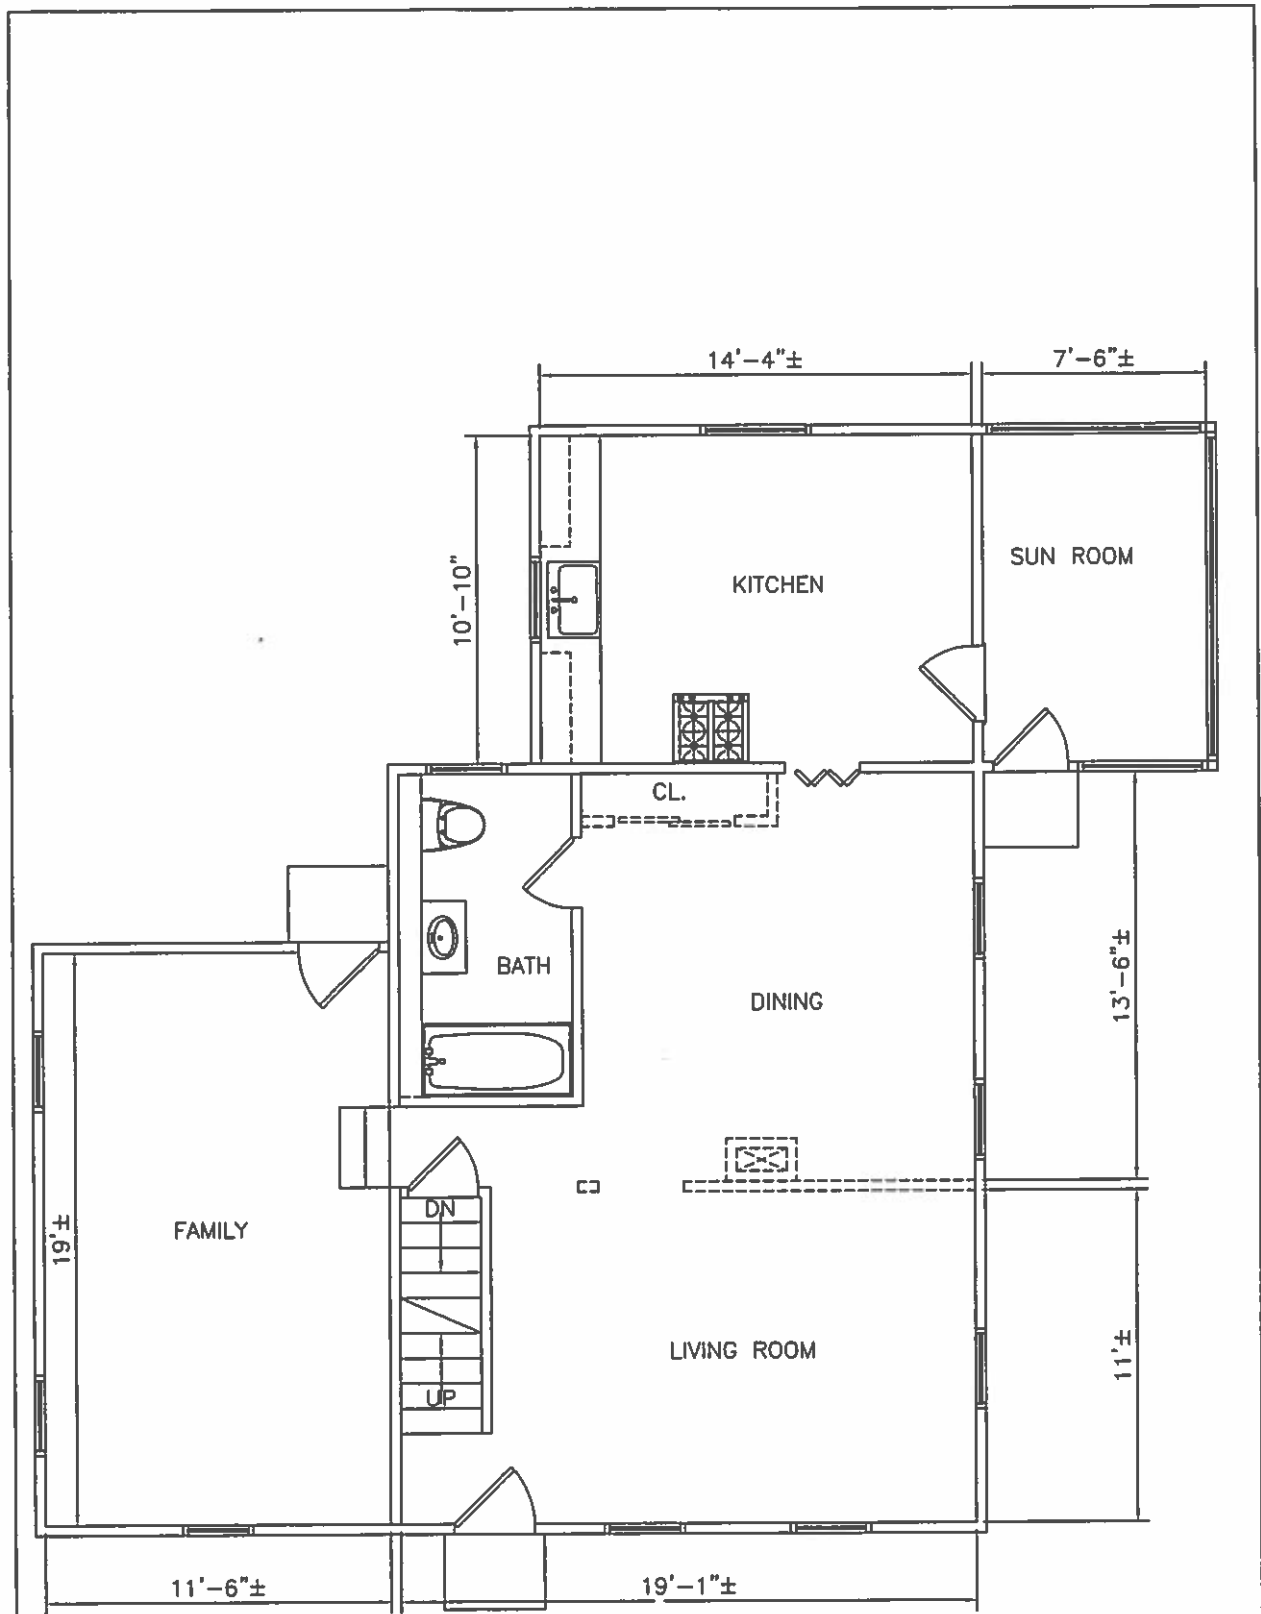 14'-4"± 7'-6"±
10'-10"
KITCHEN
SUN ROOM
CL.
BATH
DINING
13'-6"±
FAMILY
19'±
DN
UP
LIVING ROOM
11'±
11'-6"± 19'-1"±